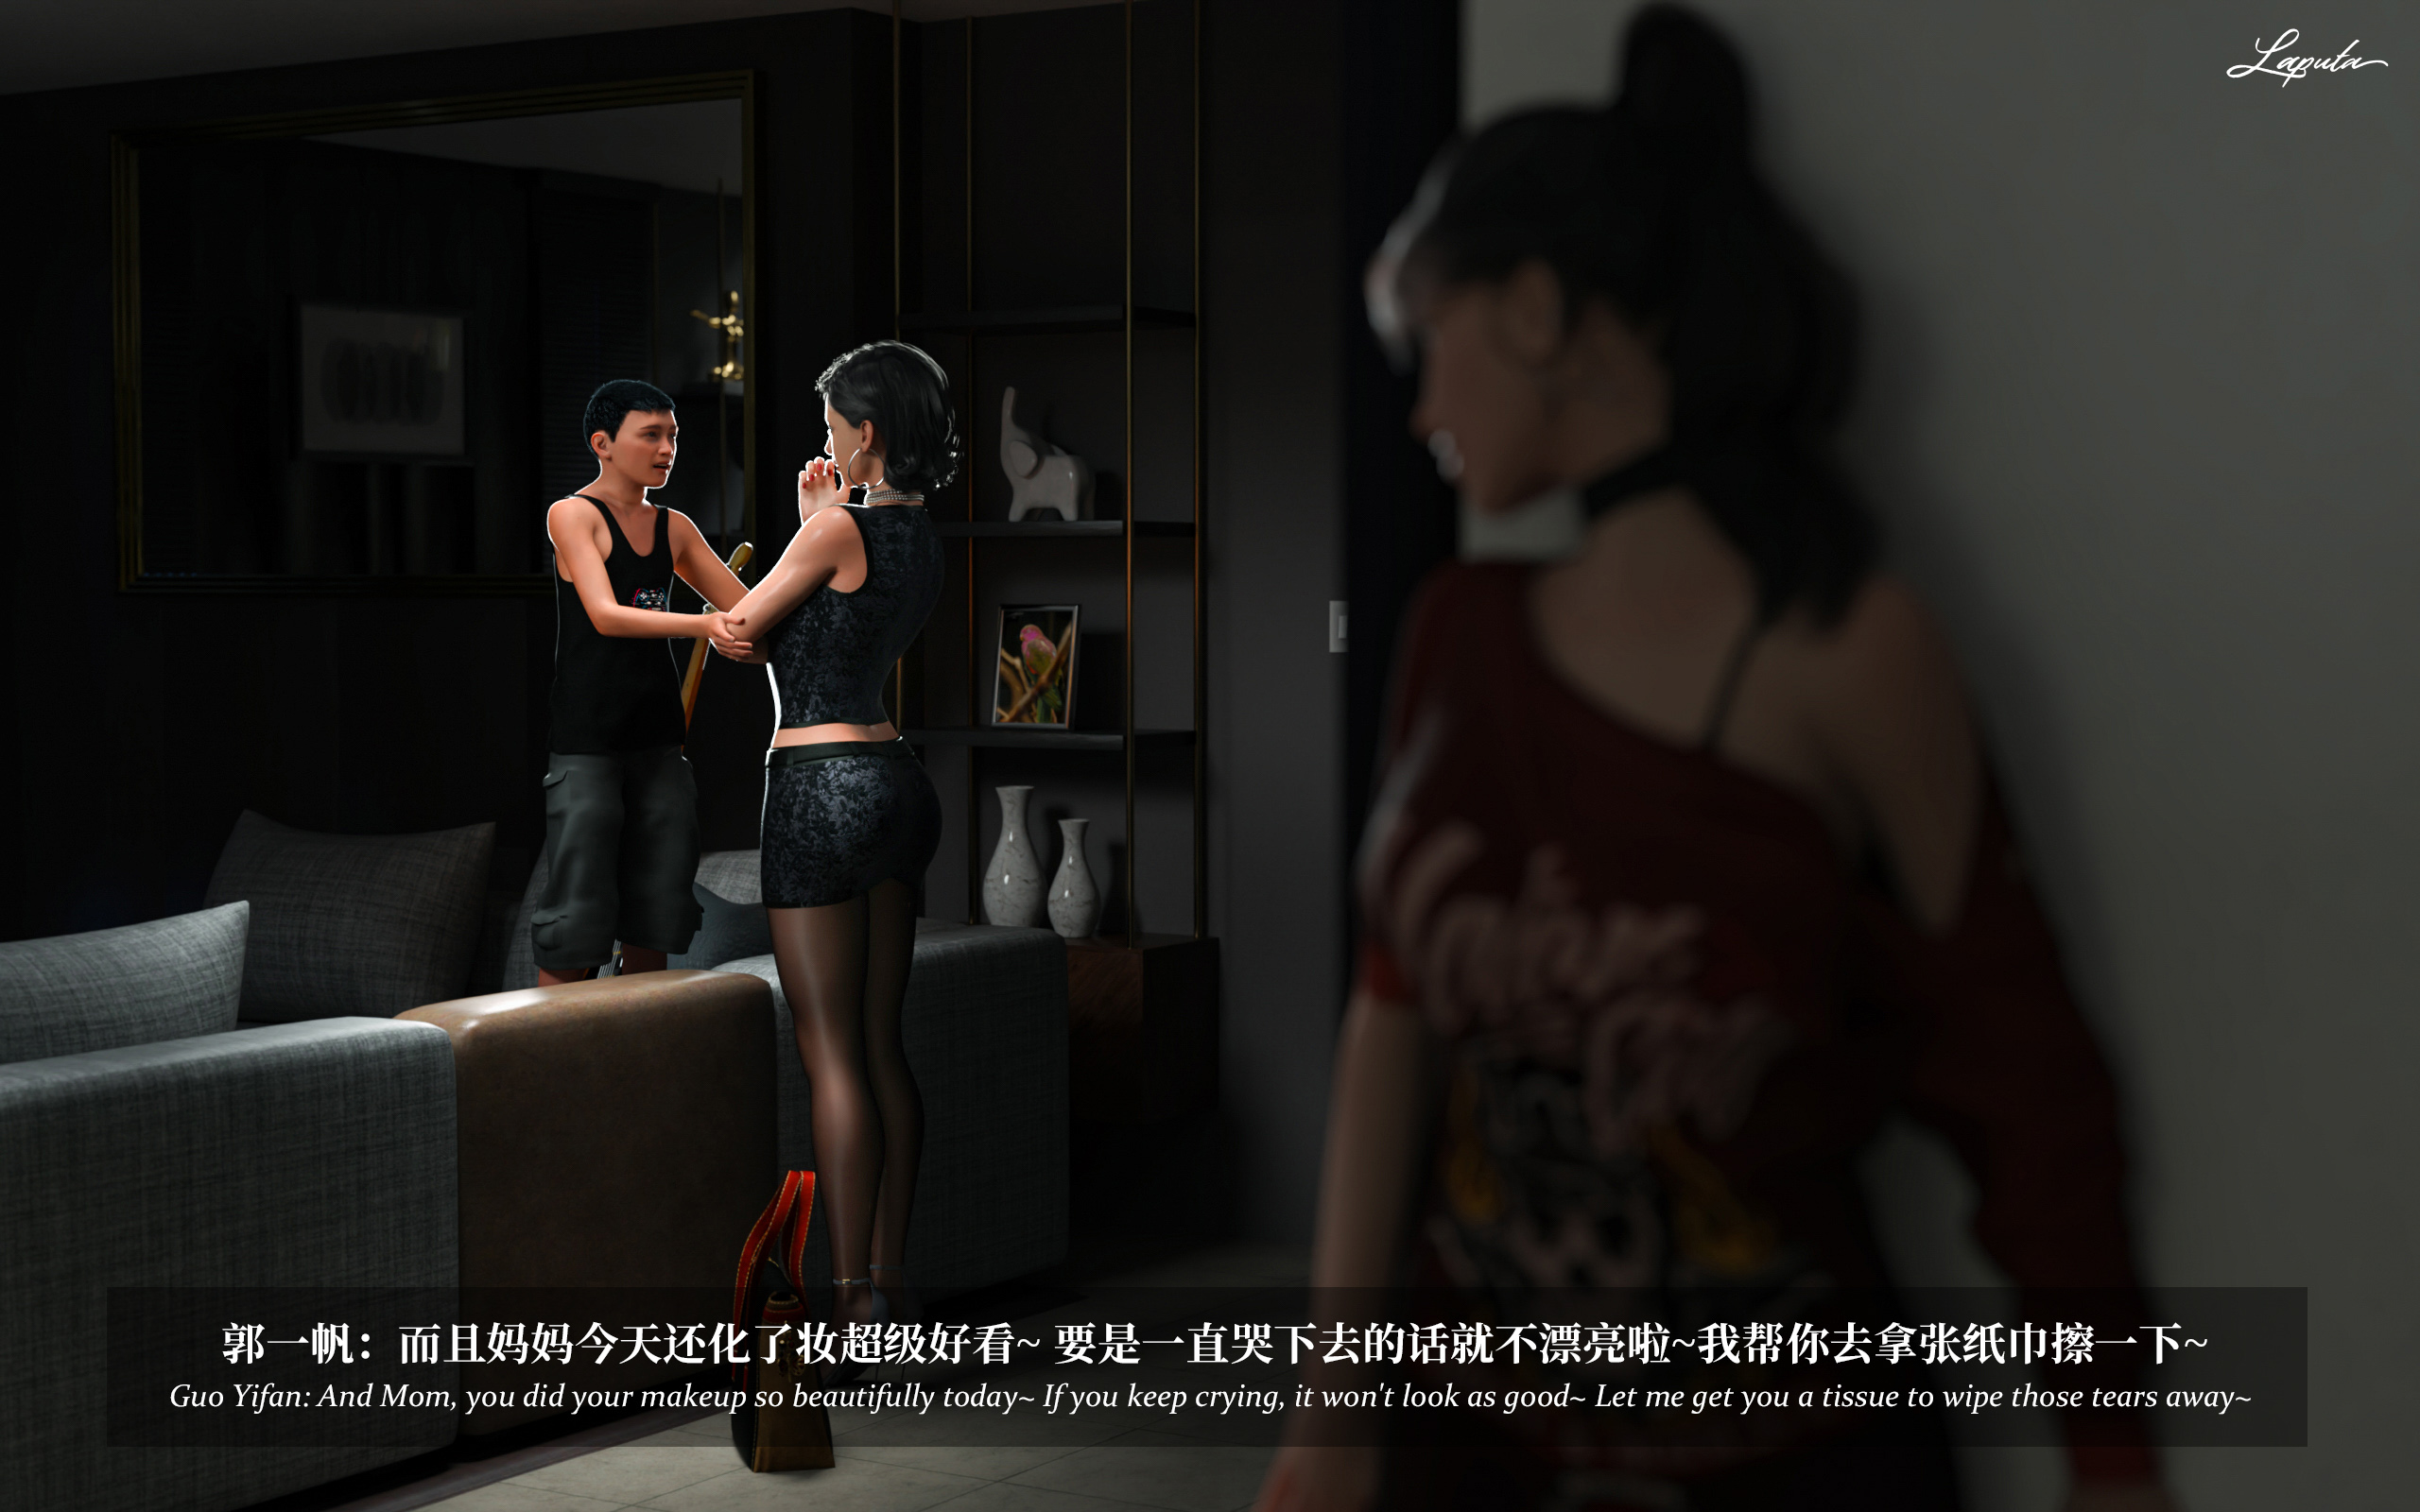 Laputa
郭一帆：而且妈妈今天还化了妆超级好看~ 要是一直哭下去的话就不漂亮啦~我帮你去拿张纸巾擦一下~
Guo Yifan: And Mom, you did your makeup so beautifully today~ If you keep crying, it won't look as good~ Let me get you a tissue to wipe those tears away~